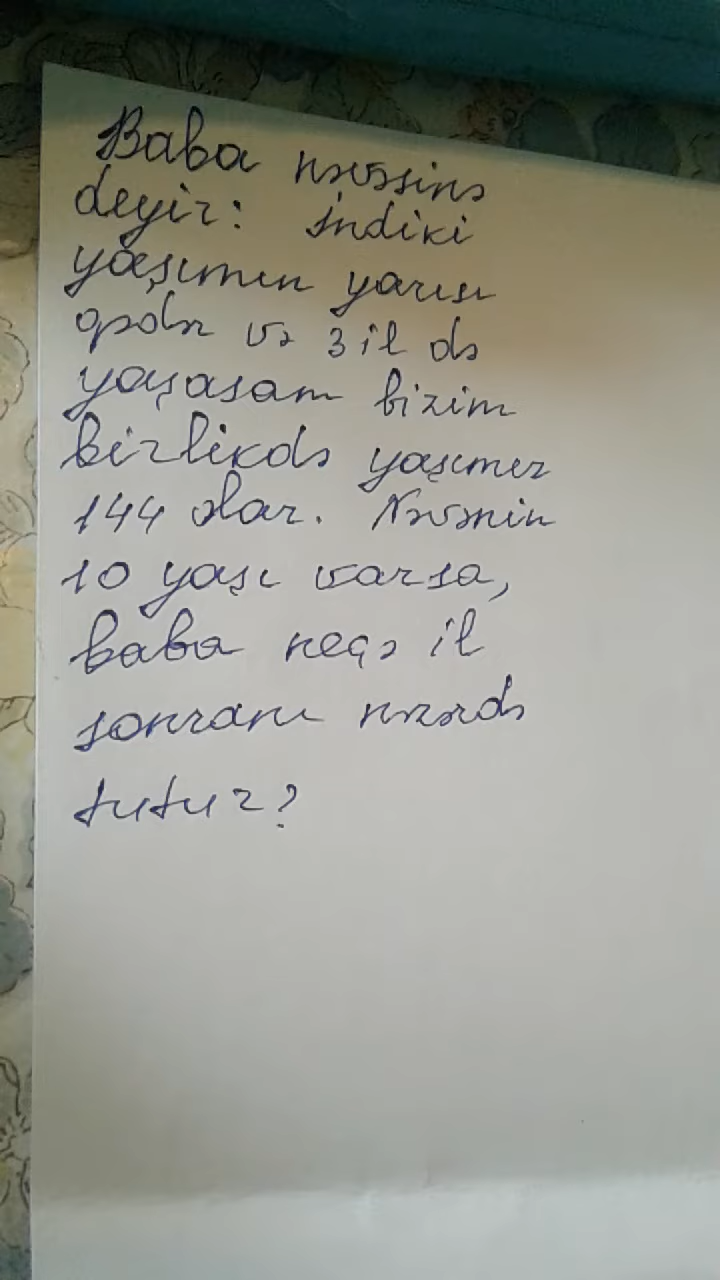 Baba nəvəsinə
deyir: İndiki
yaşımın yarısı
qədər və 3 il də
yaşasam bizim
birlikdə yaşımız
144 olar. Nəvənin
10 yaşı varsa,
baba neçə il
sonranı nəzərdə
tutur?